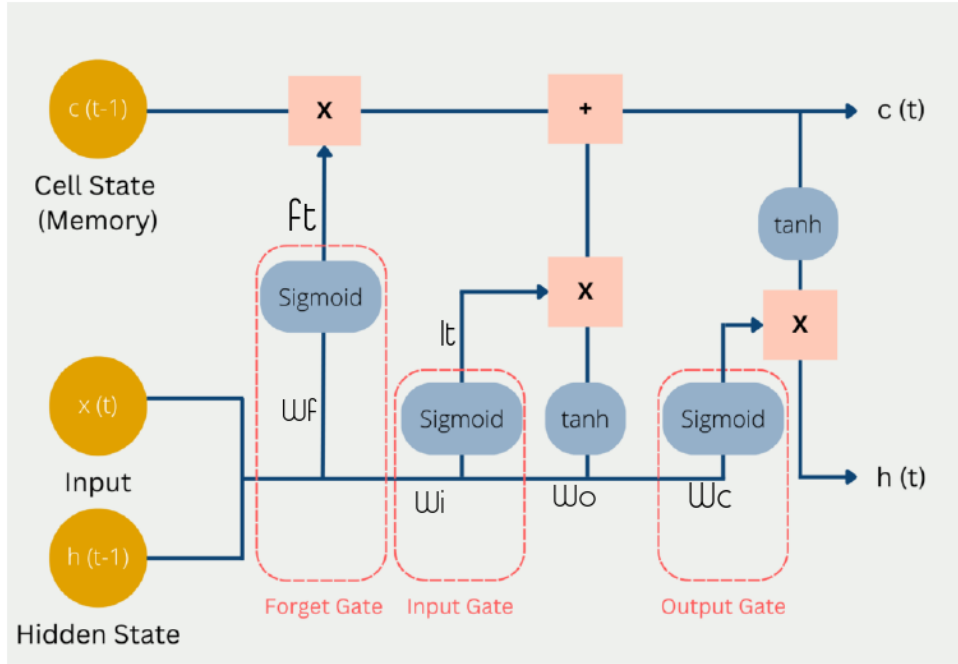 c (t-1)
X
+
c (t)
Cell State
(Memory)
ft
tanh
Sigmoid
X
X
It
x (t)
Wf
Sigmoid
tanh
Sigmoid
Input
Wi
Wo
Wc
h (t)
h (t-1)
Forget Gate
Input Gate
Output Gate
Hidden State